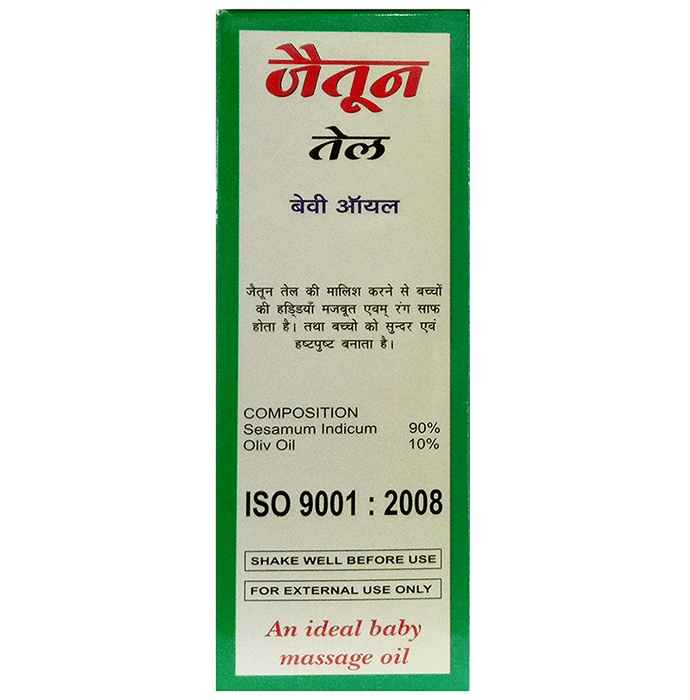 जैतून
तेल
बेवी ऑयल
जैतून तेल की मालिश करने से बच्चों
की हड्डियाँ मजबूत एवम् रंग साफ
होता है। तथा बच्चो को सुन्दर एवं
हष्टपुष्ट बनाता है।
COMPOSITION
Sesamum Indicum 90%
Oliv Oil 10%
ISO 9001 : 2008
SHAKE WELL BEFORE USE
FOR EXTERNAL USE ONLY
An ideal baby
massage oil